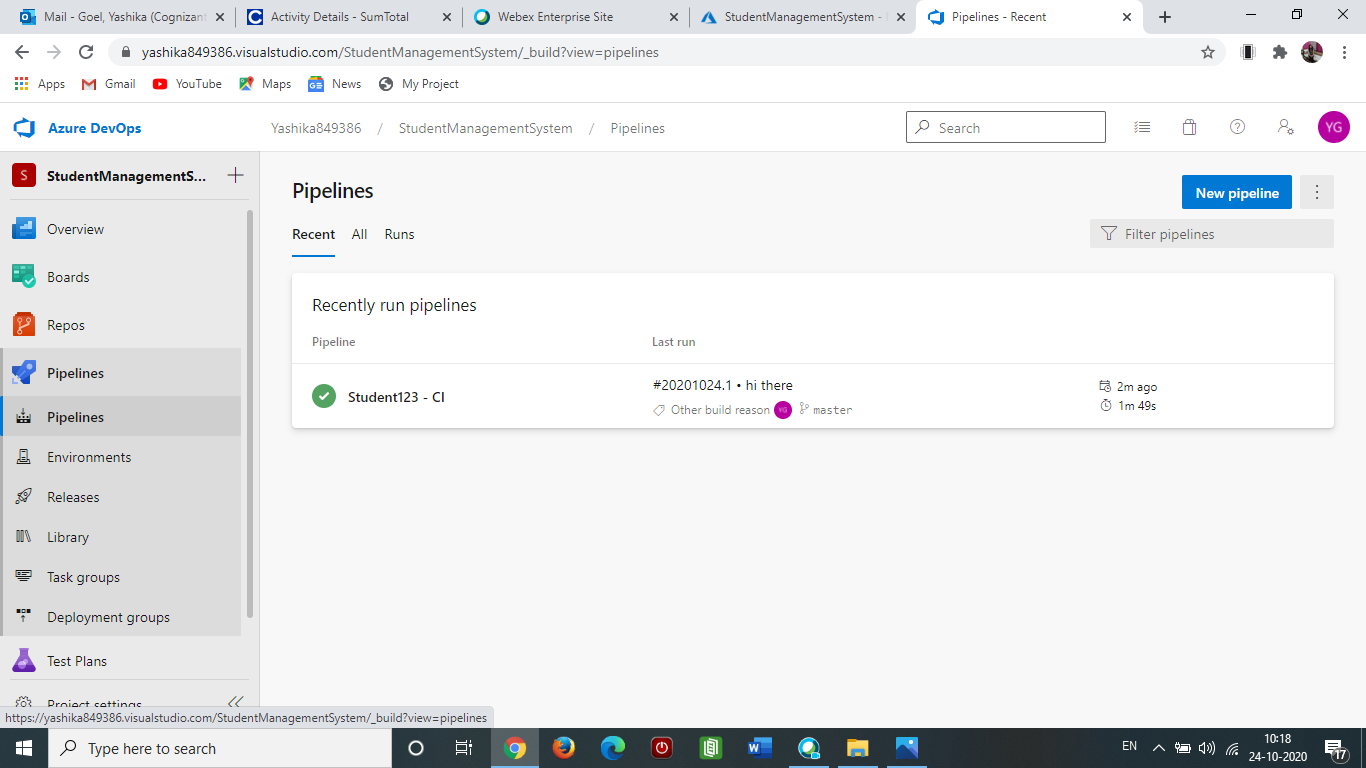 Mail - Goel, Yashika (Cognizant
Activity Details - SumTotal
Webex Enterprise Site
StudentManagementSystem -
Pipelines - Recent
yashika849386.visualstudio.com/StudentManagementSystem/_build?view=pipelines
Apps
Gmail
YouTube
Maps
News
My Project
Azure DevOps
Yashika849386 / StudentManagementSystem / Pipelines
Search
YG
S
StudentManagementS...
Overview
Boards
Repos
Pipelines
Pipelines
Environments
Releases
Library
Task groups
Deployment groups
Test Plans
Project settings
Pipelines
New pipeline
Recent
All
Runs
Filter pipelines
Recently run pipelines
Pipeline
Last run
Student123 - CI
#20201024.1 • hi there
Other build reason YG master
2m ago
1m 49s
https://yashika849386.visualstudio.com/StudentManagementSystem/_build?view=pipelines
Type here to search
EN
10:18
24-10-2020
17